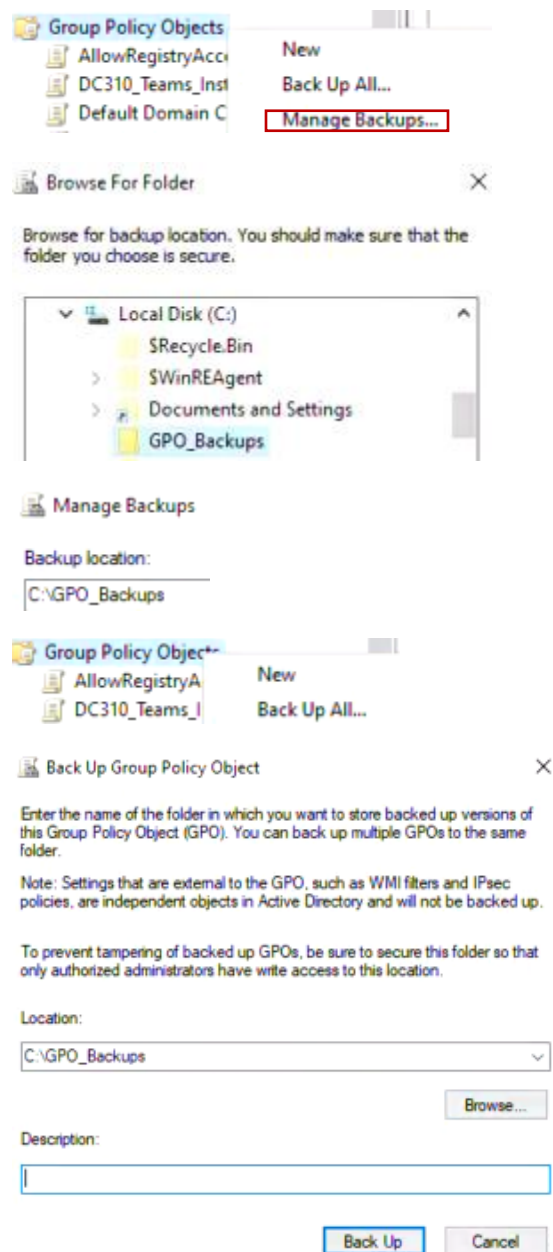 Group Policy Objects
AllowRegistryAcc
DC310_Teams_Inst
Default Domain C
New
Back Up All...
Manage Backups...
Browse For Folder
Browse for backup location. You should make sure that the
folder you choose is secure.
Local Disk (C:)
$Recycle.Bin
$WinREAgent
Documents and Settings
GPO_Backups
Manage Backups
Backup location:
C:\GPO_Backups
Group Policy Objects
AllowRegistryA
DC310_Teams_I
New
Back Up All...
Back Up Group Policy Object
Enter the name of the folder in which you want to store backed up versions of
this Group Policy Object (GPO). You can back up multiple GPOs to the same
folder.
Note: Settings that are external to the GPO, such as WMI filters and IPsec
policies, are independent objects in Active Directory and will not be backed up.
To prevent tampering of backed up GPOs, be sure to secure this folder so that
only authorized administrators have write access to this location.
Location:
C:\GPO_Backups
Browse...
Description:
Back Up
Cancel